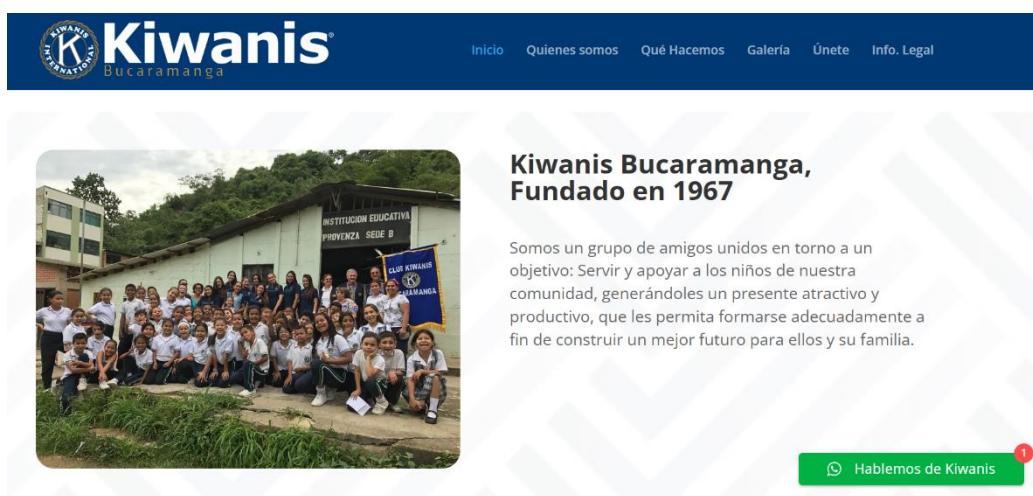 KIWANIS
K
INTERNATIONAL
Kiwanis®
Bucaramanga
Inicio
Quienes somos
Qué Hacemos
Galería
Únete
Info. Legal
INSTITUCION EDUCATIVA
PROVENZA SEDE B
CLUB KIWANIS
K
BUCARAMANGA
Kiwanis Bucaramanga,
Fundado en 1967
Somos un grupo de amigos unidos en torno a un
objetivo: Servir y apoyar a los niños de nuestra
comunidad, generándoles un presente atractivo y
productivo, que les permita formarse adecuadamente a
fin de construir un mejor futuro para ellos y su familia.
1
Hablemos de Kiwanis